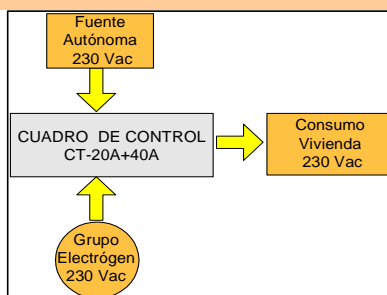 Fuente
Autónoma
230 Vac
CUADRO DE CONTROL
CT-20A+40A
Consumo
Vivienda
230 Vac
Grupo
Electrógen
230 Vac